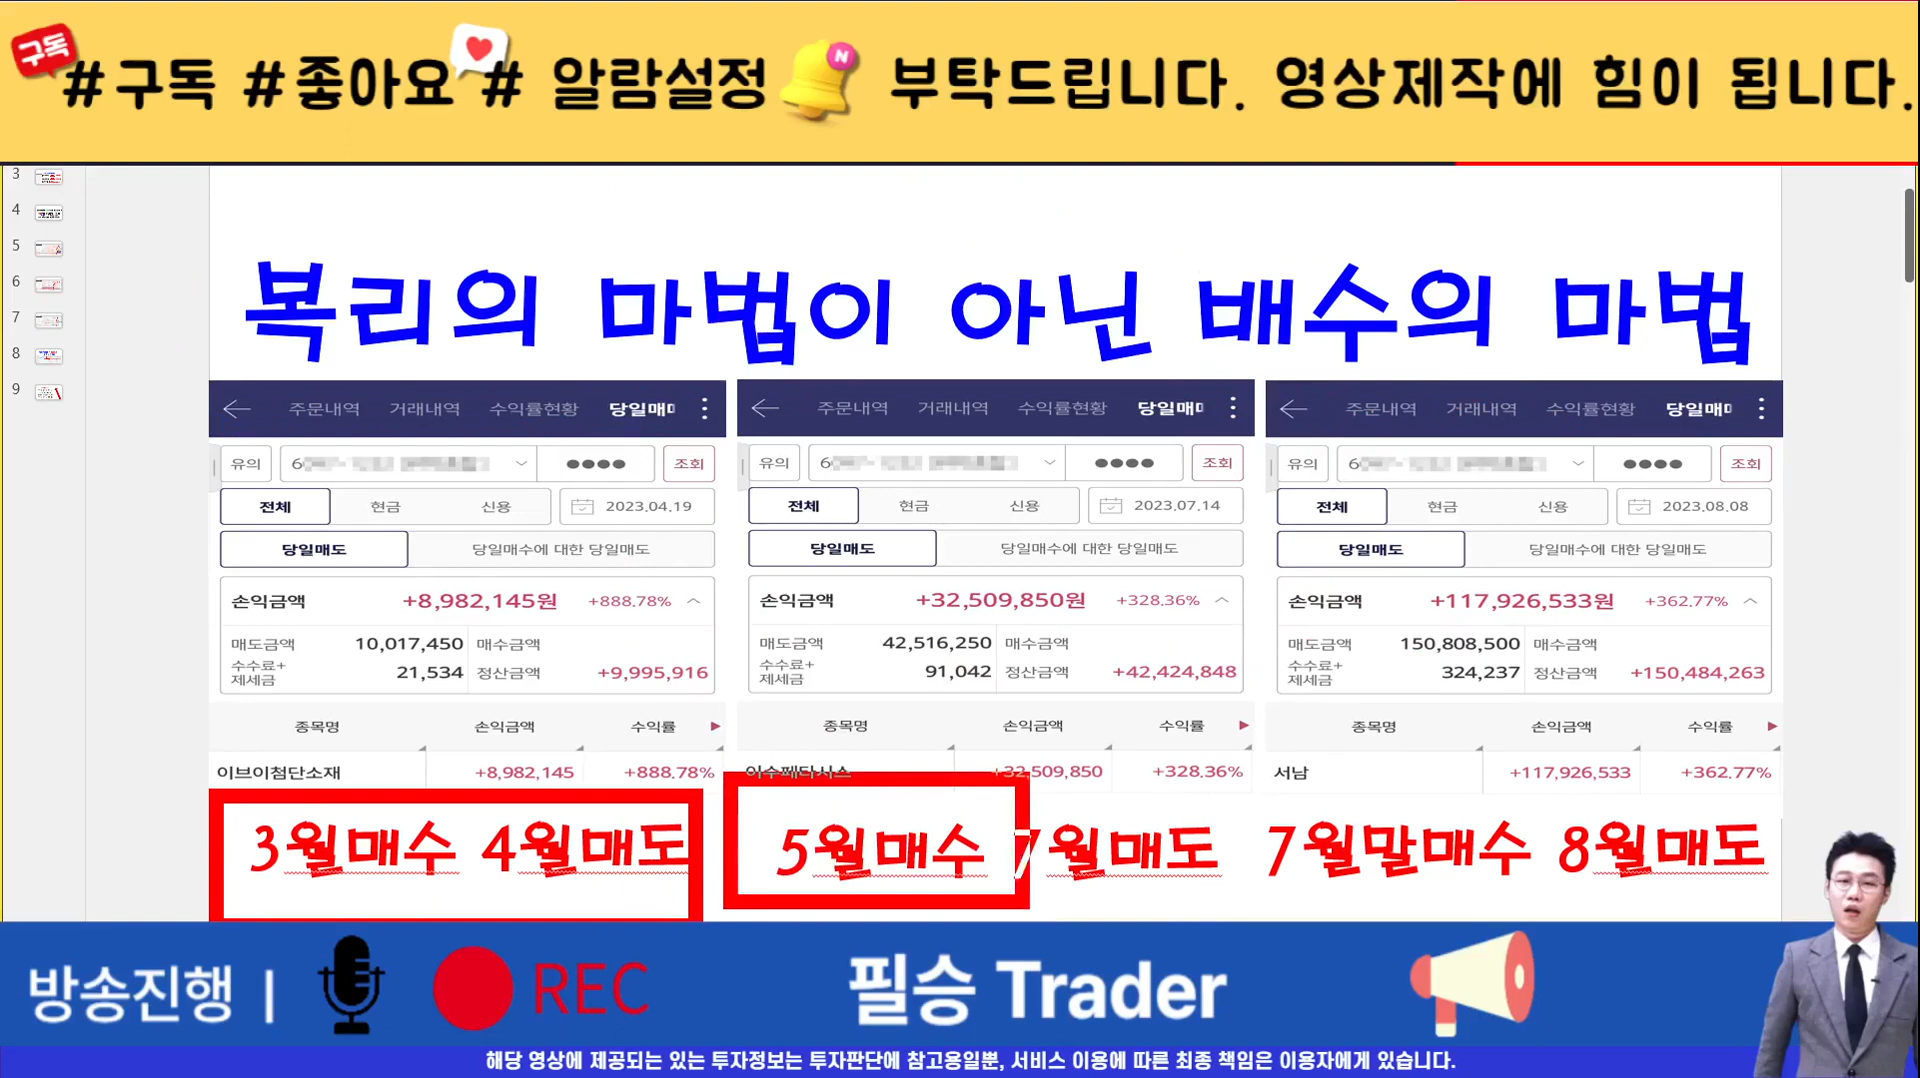 구독
#구독 #좋아요 # 알람설정 N 부탁드립니다. 영상제작에 힘이 됩니다.
3
4
5
6
7
8
9
복리의 마법이 아닌 배수의 마법
주문내역 거래내역 수익률현황 당일매매
유의 6 ●●●● 조회
전체 현금 신용 2023.04.19
당일매도 당일매수에 대한 당일매도
손익금액 +8,982,145원 +888.78%
매도금액 10,017,450 매수금액
수수료+
제세금 21,534 정산금액 +9,995,916
종목명 손익금액 수익률
이브이첨단소재 +8,982,145 +888.78%
3월매수 4월매도
주문내역 거래내역 수익률현황 당일매매
유의 6 ●●●● 조회
전체 현금 신용 2023.07.14
당일매도 당일매수에 대한 당일매도
손익금액 +32,509,850원 +328.36%
매도금액 42,516,250 매수금액
수수료+
제세금 91,042 정산금액 +42,424,848
종목명 손익금액 수익률
이수페타시스 +32,509,850 +328.36%
5월매수 7월매도
주문내역 거래내역 수익률현황 당일매매
유의 6 ●●●● 조회
전체 현금 신용 2023.08.08
당일매도 당일매수에 대한 당일매도
손익금액 +117,926,533원 +362.77%
매도금액 150,808,500 매수금액
수수료+
제세금 324,237 정산금액 +150,484,263
종목명 손익금액 수익률
서남 +117,926,533 +362.77%
7월말매수 8월매도
방송진행 | REC 필승 Trader
해당 영상에 제공되는 있는 투자정보는 투자판단에 참고용일뿐, 서비스 이용에 따른 최종 책임은 이용자에게 있습니다.